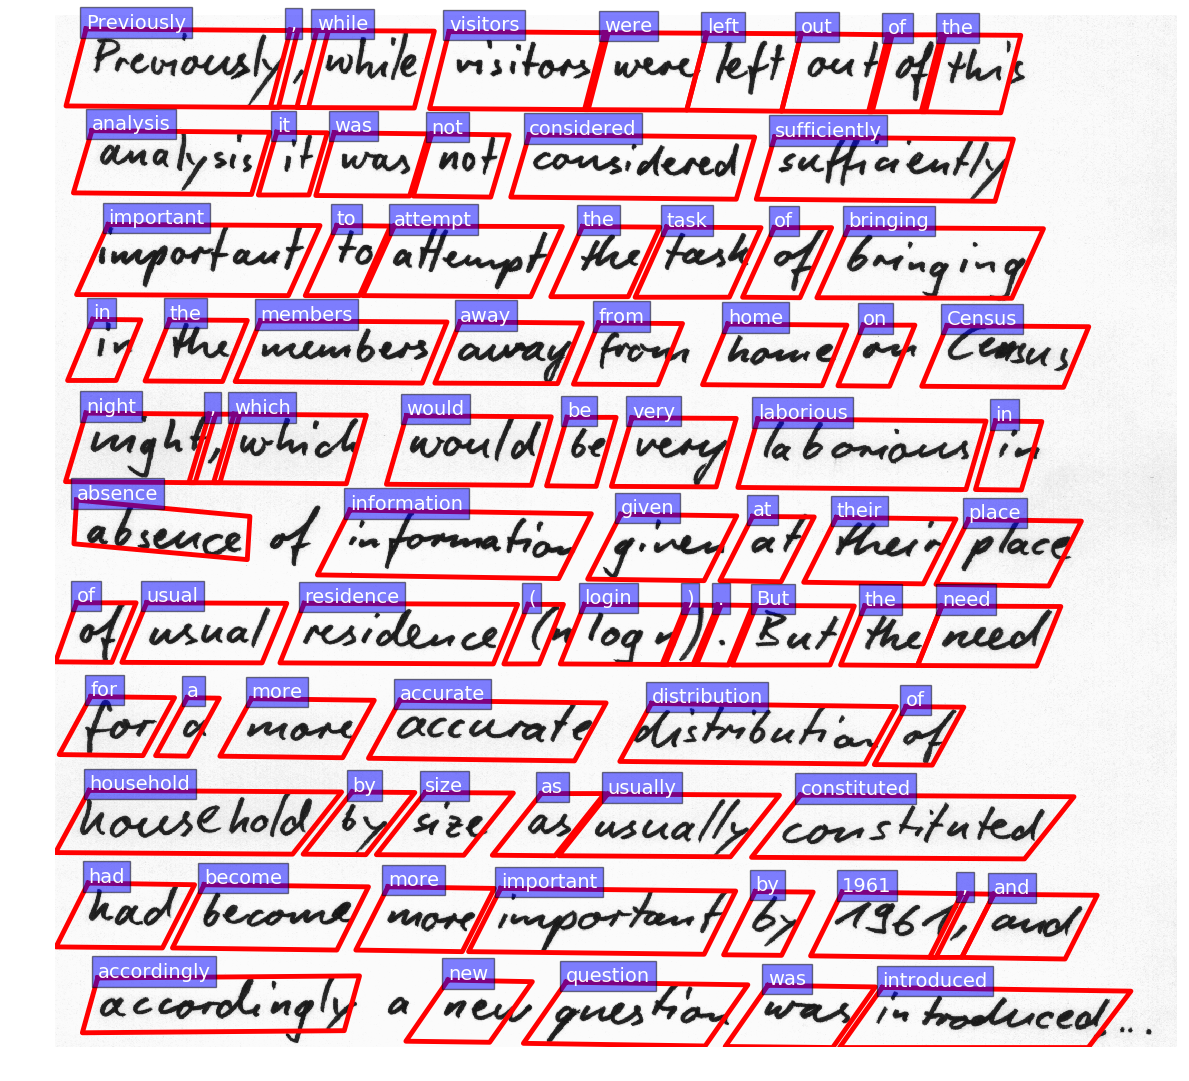 Previously, while visitors were left out of this
analysis it was not considered sufficiently
important to attempt the task of bringing
in the members away from home on Census
night, which would be very laborious in
absence of information given at their place
of usual residence (n log n). But the need
for a more accurate distribution of
household by size as usually constituted
had become more important by 1961, and
accordingly a new question was introduced...